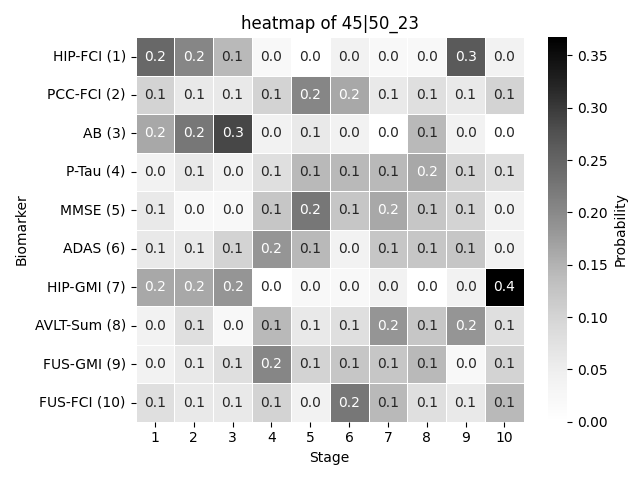 heatmap of 45|50_23
HIP-FCI (1) 0.2 0.2 0.1 0.0 0.0 0.0 0.0 0.0 0.3 0.0
PCC-FCI (2) 0.1 0.1 0.1 0.1 0.2 0.2 0.1 0.1 0.1 0.1
AB (3) 0.2 0.2 0.3 0.0 0.1 0.0 0.0 0.1 0.0 0.0
P-Tau (4) 0.0 0.1 0.0 0.1 0.1 0.1 0.1 0.2 0.1 0.1
MMSE (5) 0.1 0.0 0.0 0.1 0.2 0.1 0.2 0.1 0.1 0.0
ADAS (6) 0.1 0.1 0.1 0.2 0.1 0.0 0.1 0.1 0.1 0.0
HIP-GMI (7) 0.2 0.2 0.2 0.0 0.0 0.0 0.0 0.0 0.0 0.4
AVLT-Sum (8) 0.0 0.1 0.0 0.1 0.1 0.1 0.2 0.1 0.2 0.1
FUS-GMI (9) 0.0 0.1 0.1 0.2 0.1 0.1 0.1 0.1 0.0 0.1
FUS-FCI (10) 0.1 0.1 0.1 0.1 0.0 0.2 0.1 0.1 0.1 0.1
1 2 3 4 5 6 7 8 9 10
Stage
Biomarker
0.35
0.30
0.25
0.20
0.15
0.10
0.05
0.00
Probability